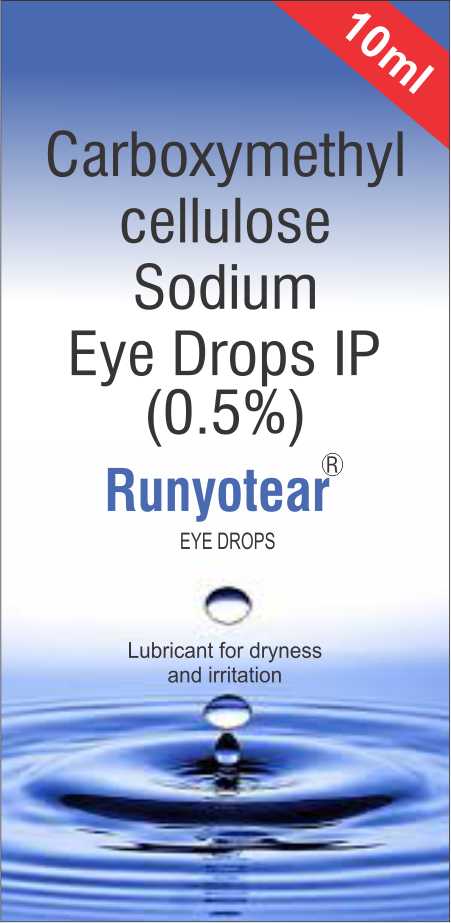 10ml
Carboxymethyl
cellulose
Sodium
Eye Drops IP
(0.5%)
Runyotear®
EYE DROPS
Lubricant for dryness
and irritation